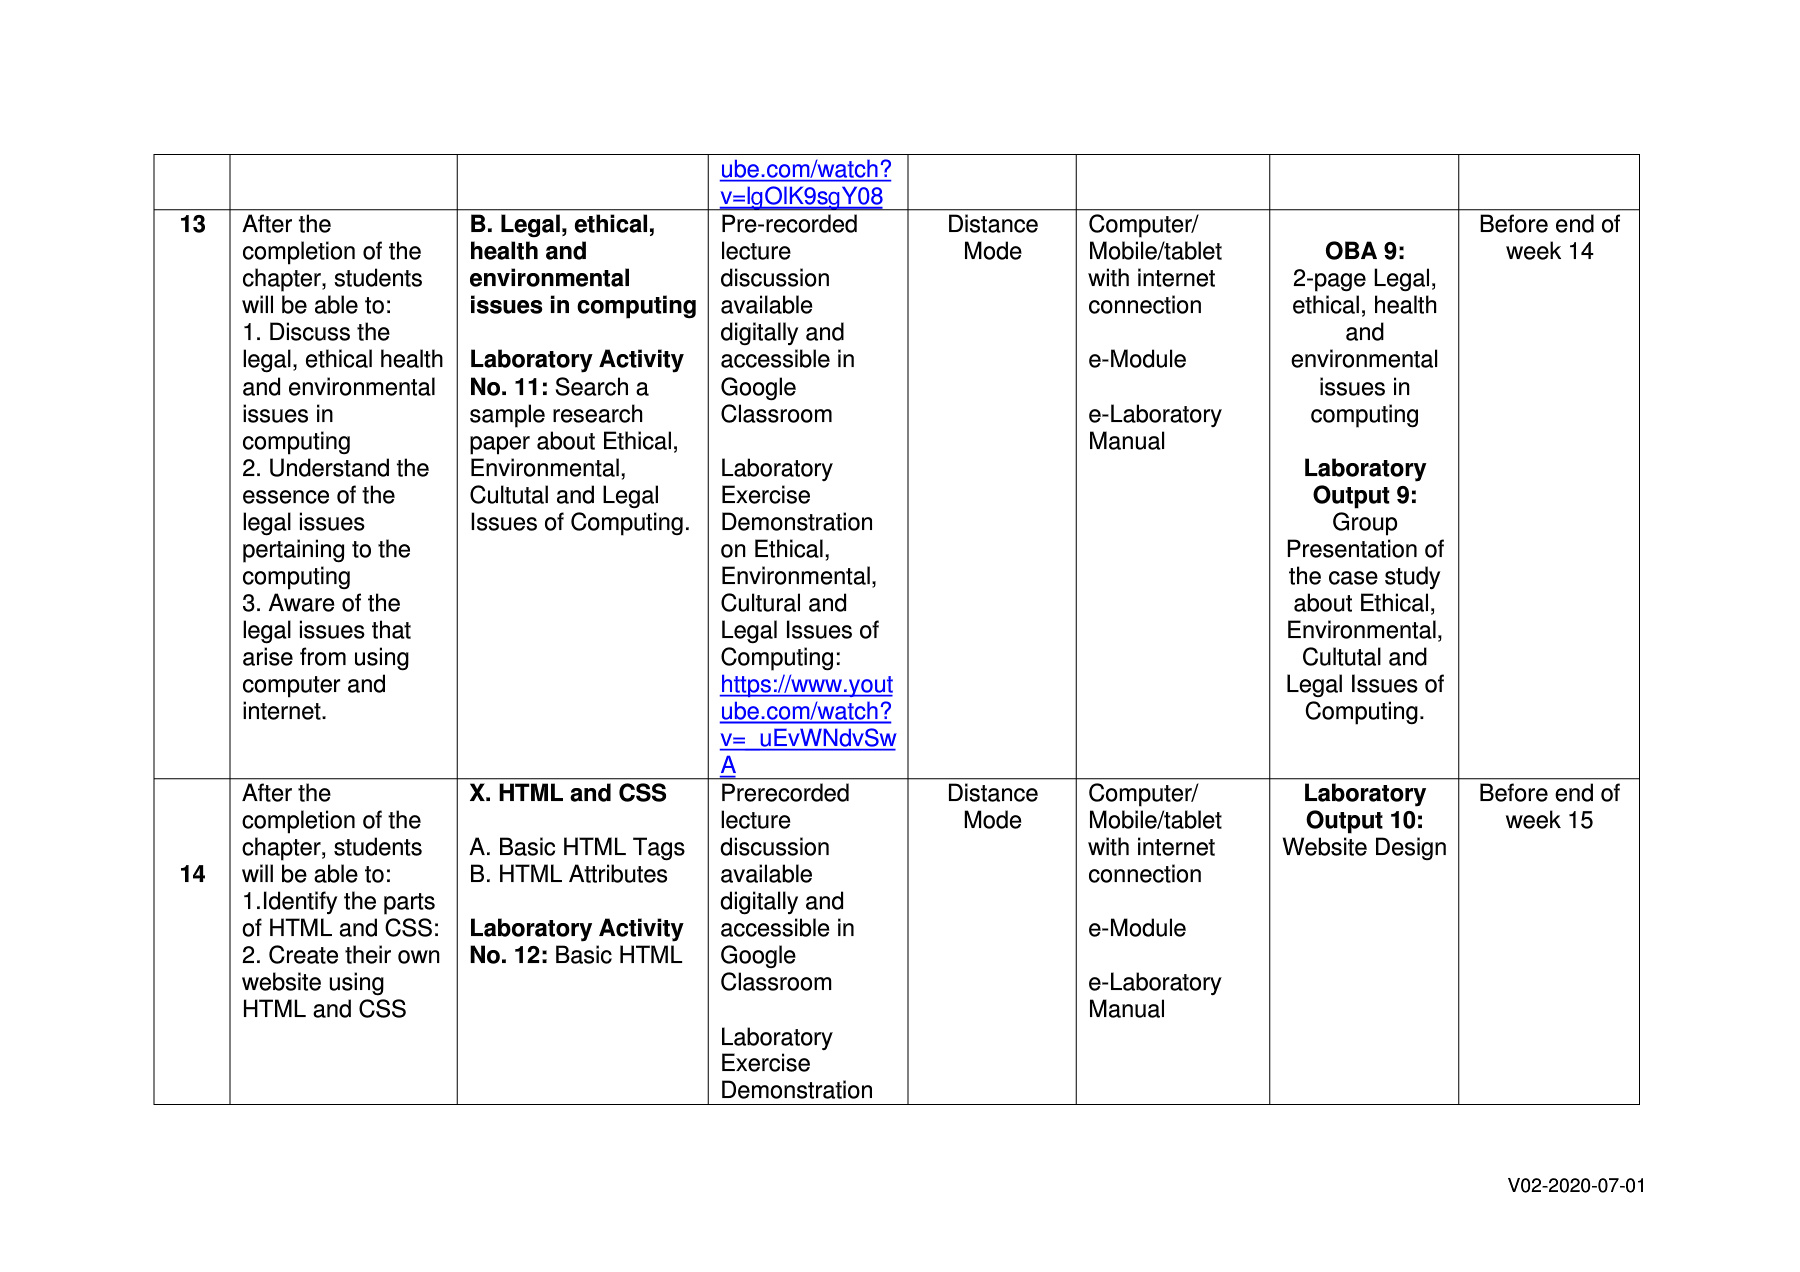 ube.com/watch?
v=lgOlK9sgY08
13
After the
completion of the
chapter, students
will be able to:
1. Discuss the
legal, ethical health
and environmental
issues in
computing
2. Understand the
essence of the
legal issues
pertaining to the
computing
3. Aware of the
legal issues that
arise from using
computer and
internet.
B. Legal, ethical,
health and
environmental
issues in computing
Laboratory Activity
No. 11: Search a
sample research
paper about Ethical,
Environmental,
Cultutal and Legal
Issues of Computing.
Pre-recorded
lecture
discussion
available
digitally and
accessible in
Google
Classroom
Laboratory
Exercise
Demonstration
on Ethical,
Environmental,
Cultural and
Legal Issues of
Computing:
https://www.yout
ube.com/watch?
v=_uEvWNdvSw
A
Distance
Mode
Computer/
Mobile/tablet
with internet
connection
e-Module
e-Laboratory
Manual
OBA 9:
2-page Legal,
ethical, health
and
environmental
issues in
computing
Laboratory
Output 9:
Group
Presentation of
the case study
about Ethical,
Environmental,
Cultutal and
Legal Issues of
Computing.
Before end of
week 14
14
After the
completion of the
chapter, students
will be able to:
1.Identify the parts
of HTML and CSS:
2. Create their own
website using
HTML and CSS
X. HTML and CSS
A. Basic HTML Tags
B. HTML Attributes
Laboratory Activity
No. 12: Basic HTML
Prerecorded
lecture
discussion
available
digitally and
accessible in
Google
Classroom
Laboratory
Exercise
Demonstration
Distance
Mode
Computer/
Mobile/tablet
with internet
connection
e-Module
e-Laboratory
Manual
Laboratory
Output 10:
Website Design
Before end of
week 15
V02-2020-07-01